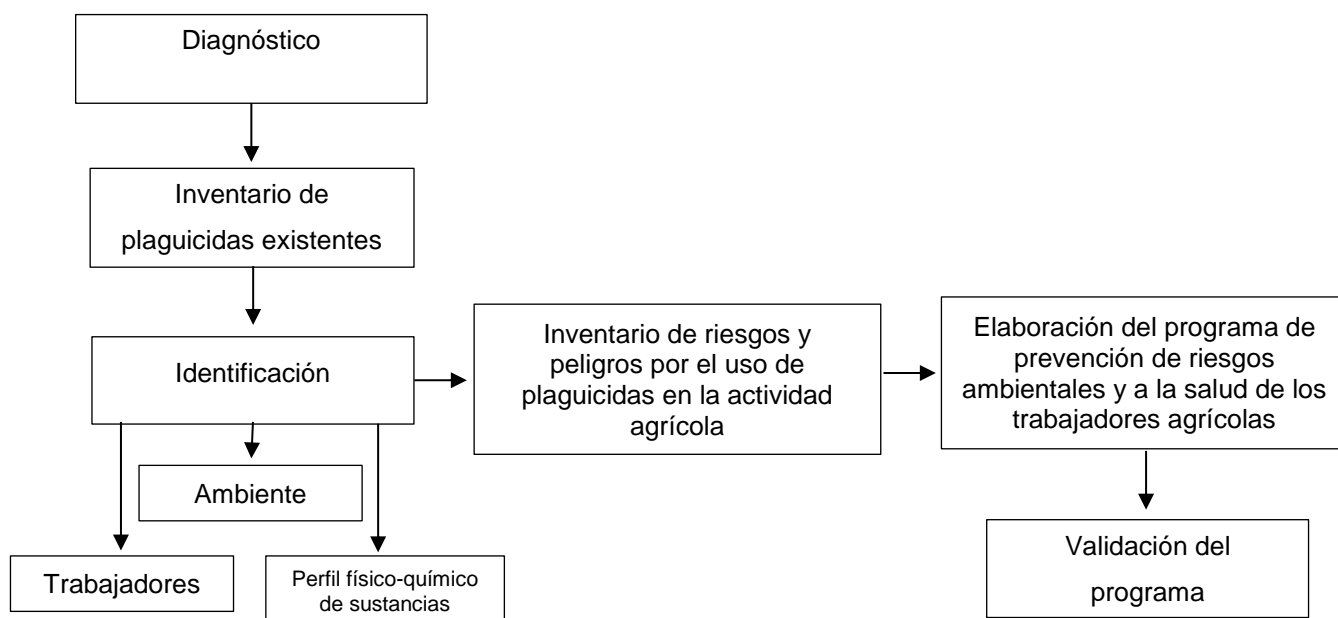 Diagnóstico
Inventario de
plaguicidas existentes
Identificación
Ambiente
Trabajadores
Perfil físico-químico
de sustancias
Inventario de riesgos y
peligros por el uso de
plaguicidas en la actividad
agrícola
Elaboración del programa de
prevención de riesgos
ambientales y a la salud de los
trabajadores agrícolas
Validación del
programa